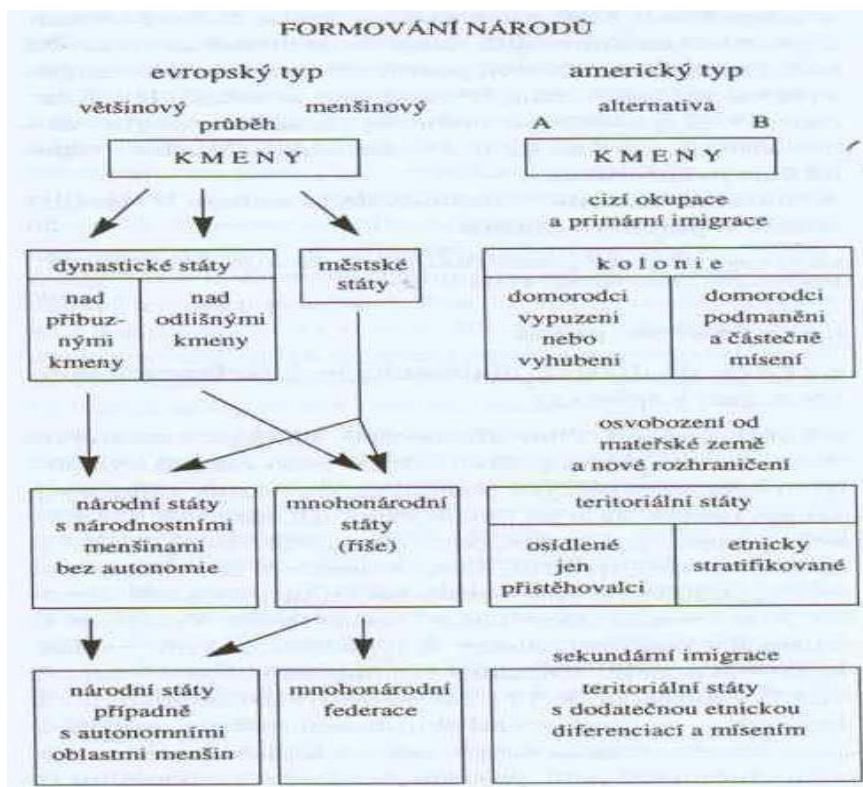 FORMOVÁNÍ NÁRODŮ
evropský typ
většinový
menšinový
průběh
KMENY
dynastické státy
nad
příbuz-
nými
kmeny
nad
odlišnými
kmeny
městské
státy
národní státy
s národnostními
menšinami
bez autonomie
mnohonárodní
státy
(říše)
národní státy
případně
s autonomními
oblastmi menšin
mnohonárodní
federace
americký typ
alternativa
A
B
KMENY
cizí okupace
a primární imigrace
kolonie
domorodci
vypuzeni
nebo
vyhubeni
domorodci
podmaněni
a částečně
mísení
osvobození od
mateřské země
a nové rozhraničení
teritoriální státy
osídlené
jen
přistěhovalci
etnicky
stratifikované
sekundární imigrace
teritoriální státy
s dodatečnou etnickou
diferenciací a mísením